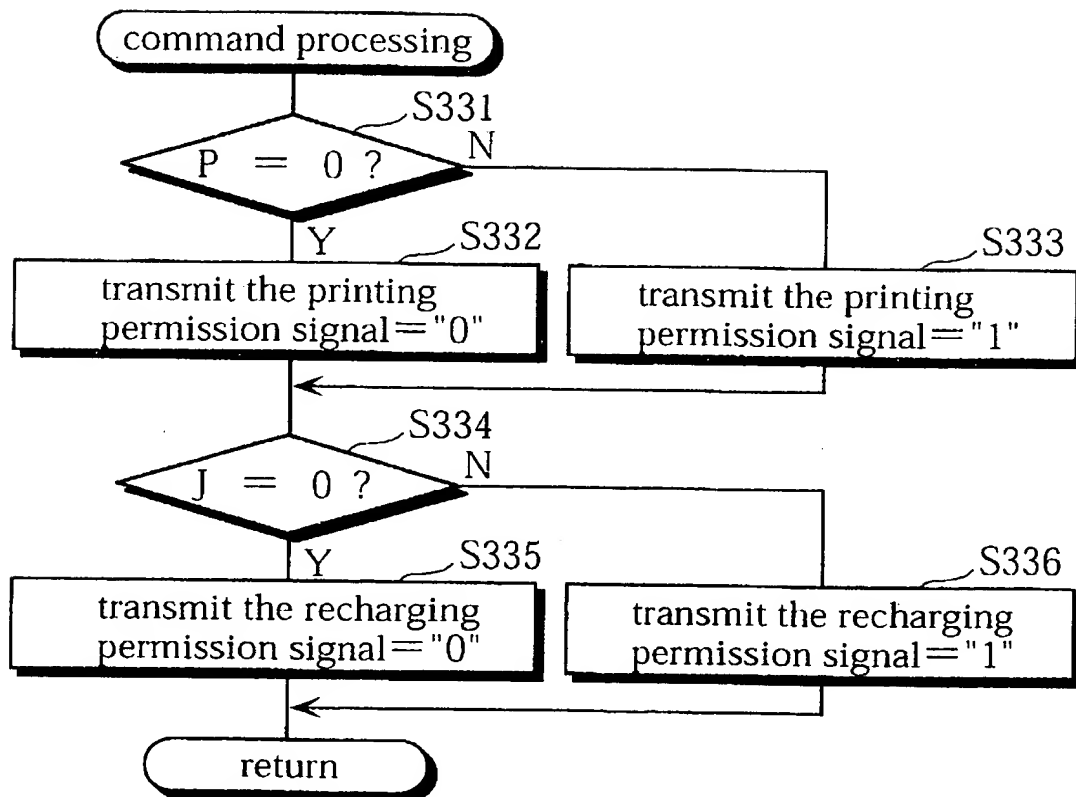 command processing
S331
P = 0 ?
N
Y
S332
S333
transmit the printing
permission signal="0"
transmit the printing
permission signal="1"
S334
J = 0 ?
N
Y
S335
S336
transmit the recharging
permission signal="0"
transmit the recharging
permission signal="1"
return